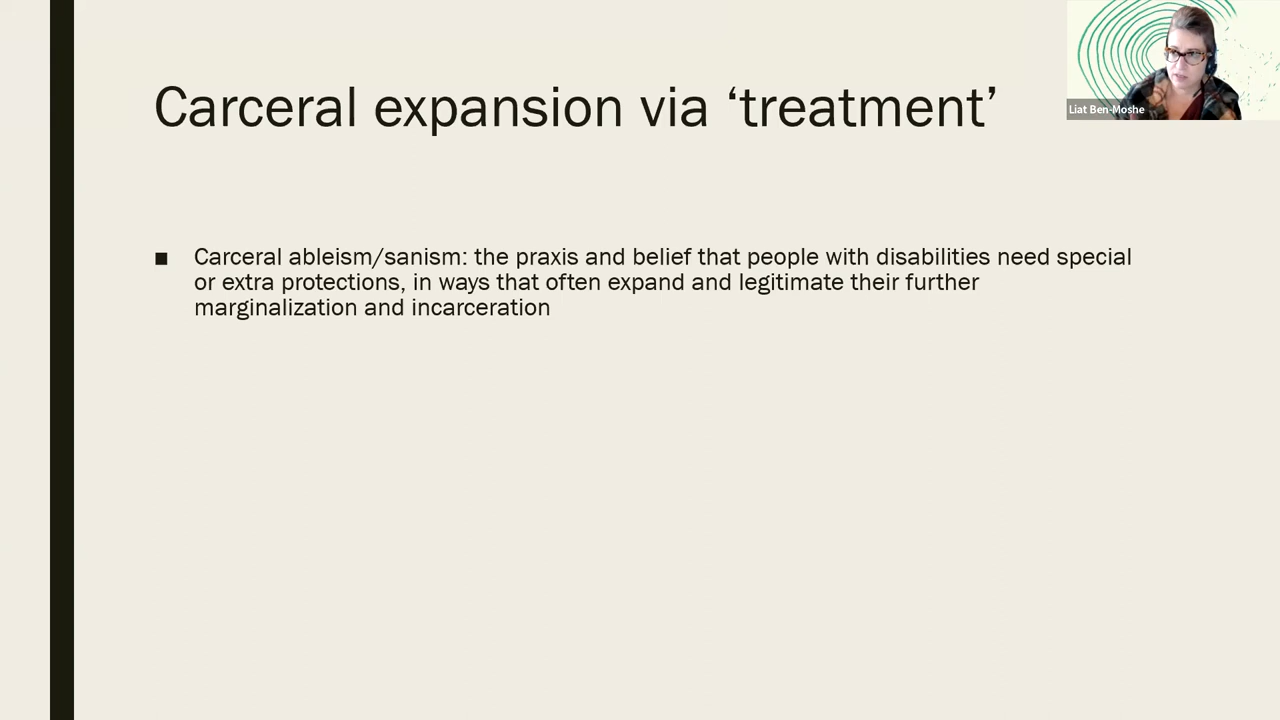 Carceral expansion via ‘treatment’
Liat Ben-Moshe
▪ Carceral ableism/sanism: the praxis and belief that people with disabilities need special
or extra protections, in ways that often expand and legitimate their further
marginalization and incarceration